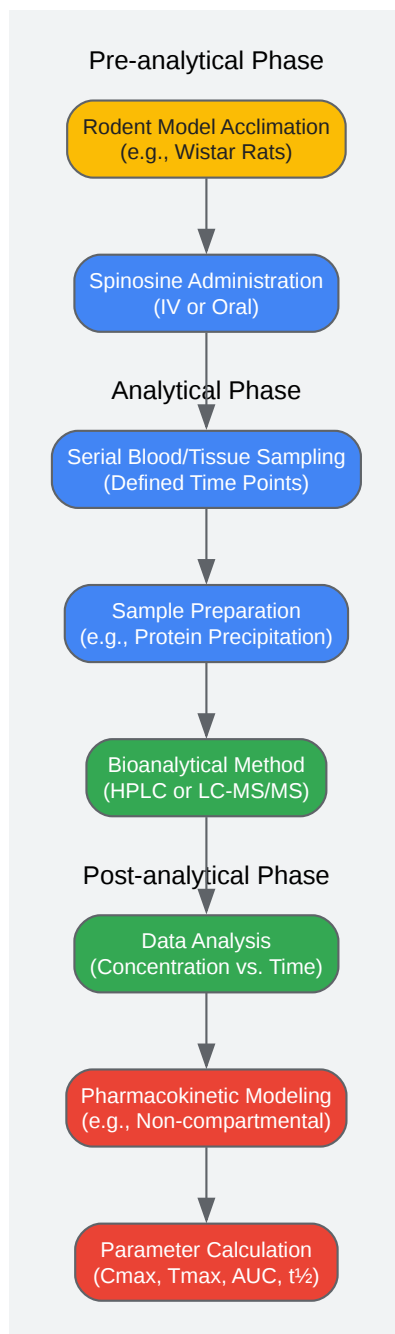 Pre-analytical Phase
Rodent Model Acclimation
(e.g., Wistar Rats)
Spinosine Administration
(IV or Oral)
Analytical Phase
Serial Blood/Tissue Sampling
(Defined Time Points)
Sample Preparation
(e.g., Protein Precipitation)
Bioanalytical Method
(HPLC or LC-MS/MS)
Post-analytical Phase
Data Analysis
(Concentration vs. Time)
Pharmacokinetic Modeling
(e.g., Non-compartmental)
Parameter Calculation
(Cmax, Tmax, AUC, t½)